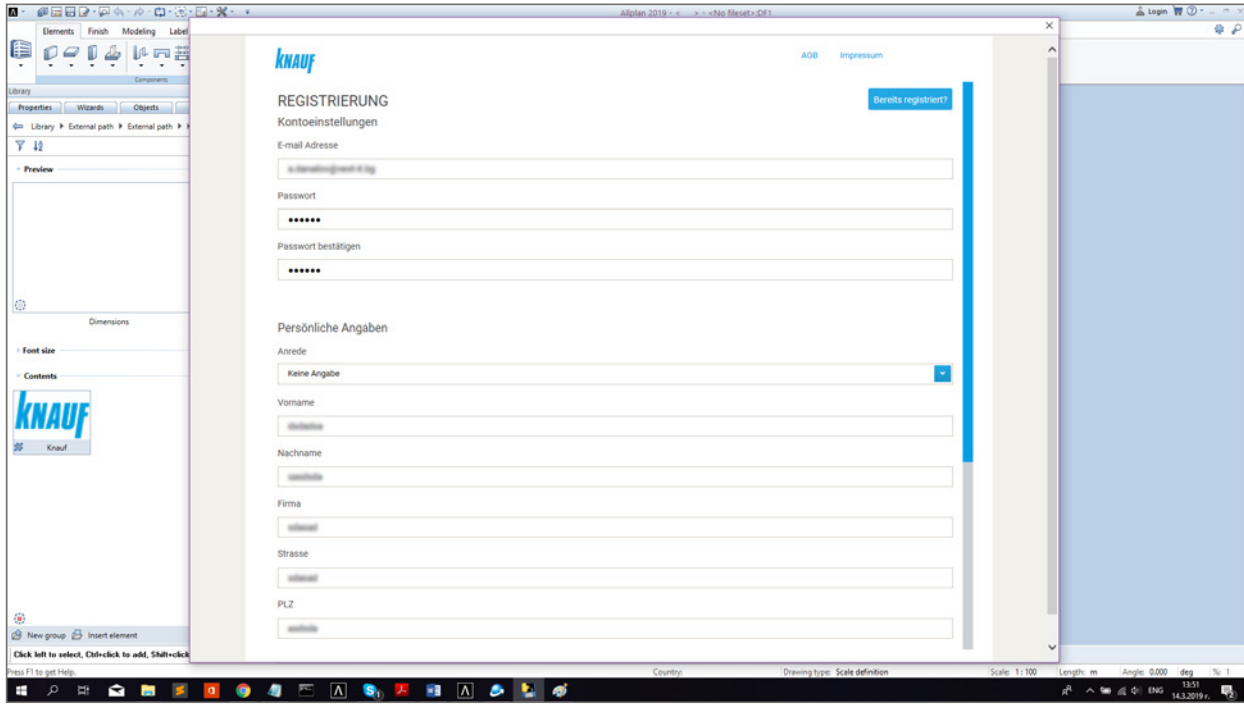 Allplan 2019 - < > - <No fileset>:DF1
Login
Elements Finish Modeling Label
Components
Library
Properties Wizards Objects
Library External path External path
Preview
Dimensions
Font size
Contents
KNAUF
Knauf
New group Insert element
Click left to select, Ctrl+click to add, Shift+click
KNAUF
AGB Impressum
REGISTRIERUNG
Bereits registriert?
Kontoeinstellungen
E-mail Adresse
Passwort
••••••
Passwort bestätigen
••••••
Persönliche Angaben
Anrede
Keine Angabe
Vorname
Nachname
Firma
Strasse
PLZ
Press F1 to get Help.
Country:
Drawing type: Scale definition
Scale: 1 : 100
Length: m
Angle: 0.000 deg
%: 1
ENG
13:51
14.3.2019 г.